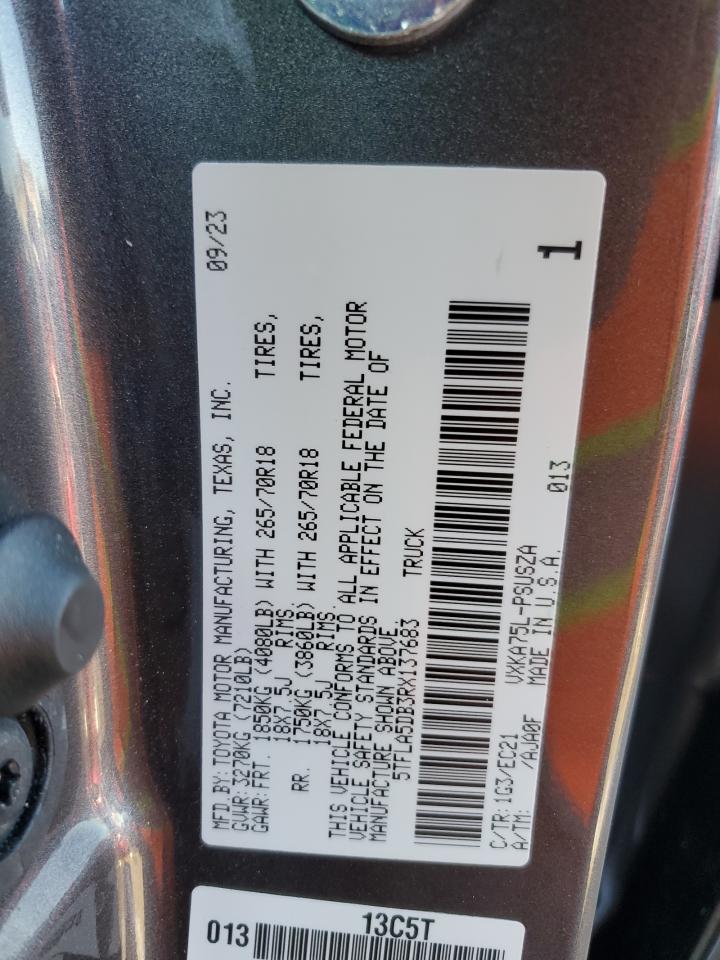 MFD.BY:TOYOTA MOTOR MANUFACTURING, TEXAS, INC. 09/23
GVWR:3270KG (7210LB)
GAWR:FRT. 1850KG (4080LB) WITH 265/70R18 TIRES,
18X7.5J RIMS.
RR. 1750KG (3860LB) WITH 265/70R18 TIRES,
18X7.5J RIMS.
THIS VEHICLE CONFORMS TO ALL APPLICABLE FEDERAL MOTOR
VEHICLE SAFETY STANDARDS IN EFFECT ON THE DATE OF
MANUFACTURE SHOWN ABOVE.
5TFLA5DB3RX137683 TRUCK
1
C/TR:1G3/EC21 VXKA75L-PSUSZA 013
A/TM: /AJA0F MADE IN U.S.A.
013 13C5T